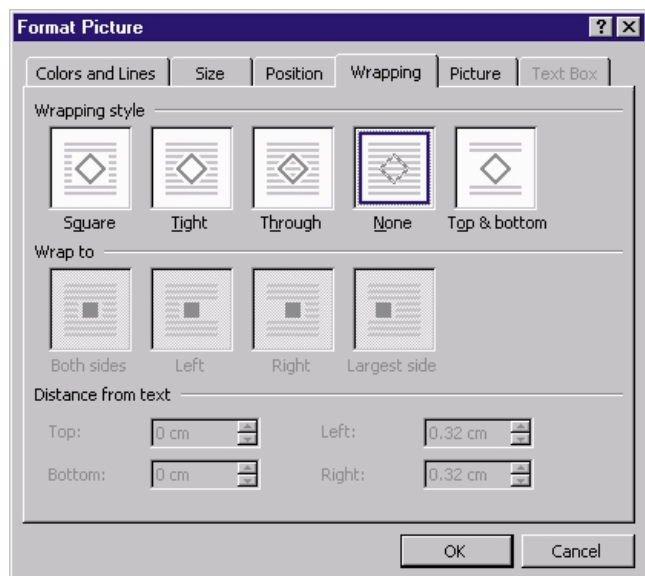 Format Picture
Colors and Lines Size Position Wrapping Picture Text Box
Wrapping style
Square Tight Through None Top & bottom
Wrap to
Both sides Left Right Largest side
Distance from text
Top: 0 cm Left: 0.32 cm
Bottom: 0 cm Right: 0.32 cm
OK Cancel